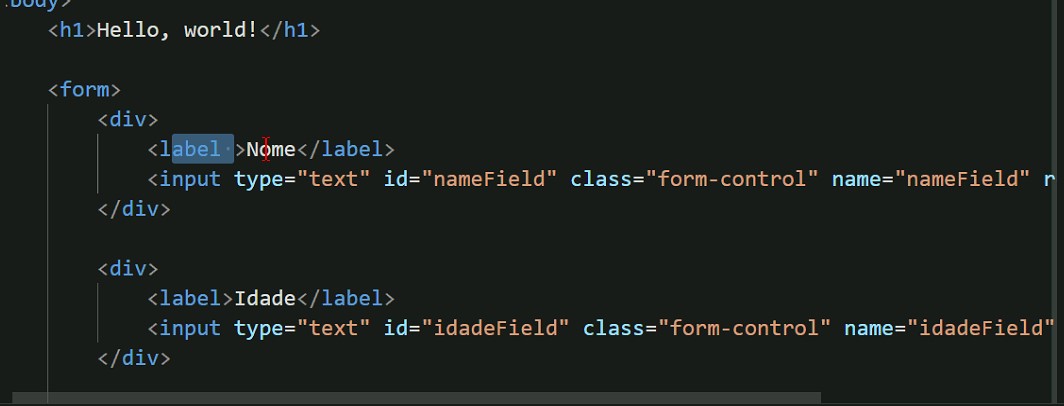 body>
<h1>Hello, world!</h1>
<form>
<div>
<label >Nome</label>
<input type="text" id="nameField" class="form-control" name="nameField" r
</div>
<div>
<label>Idade</label>
<input type="text" id="idadeField" class="form-control" name="idadeField"
</div>